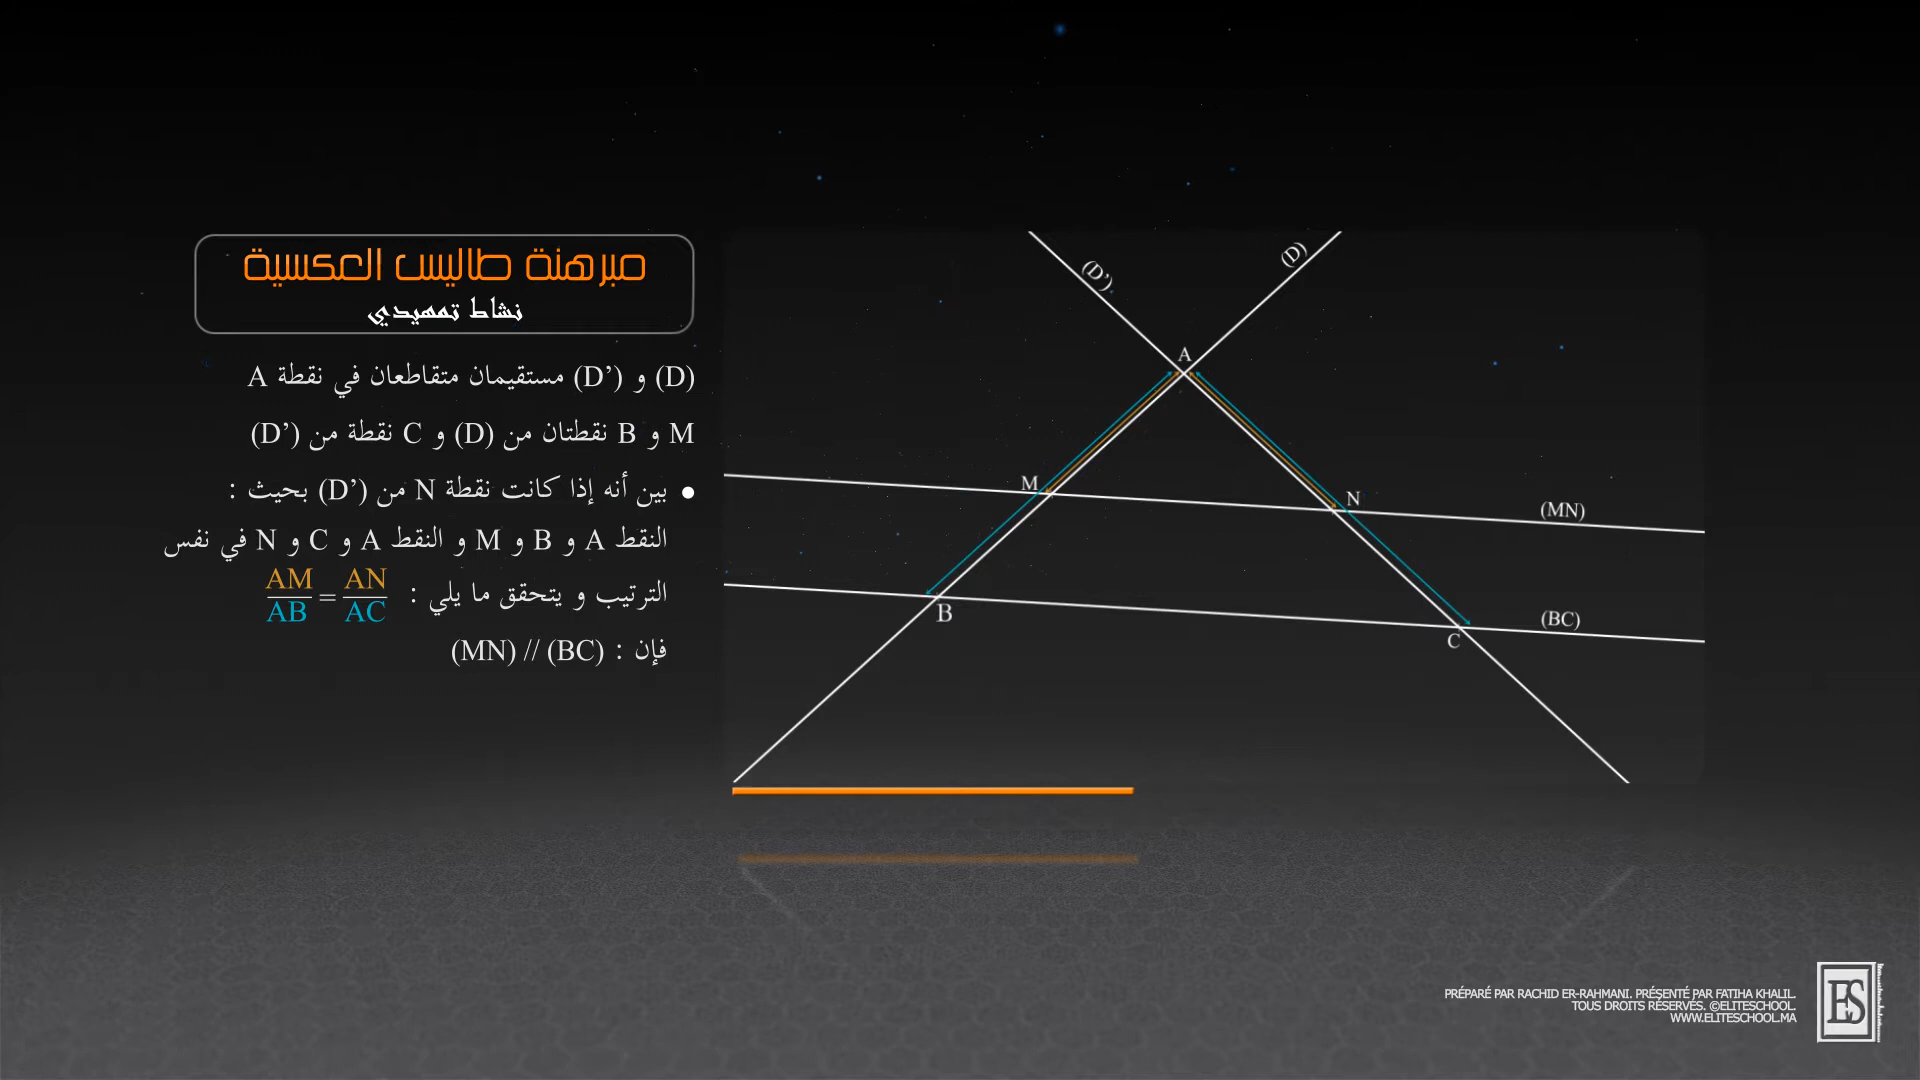 مبرهنة طاليس العكسية
نشاط تمهيدي
(D) و (D’) مستقيمان متقاطعان في نقطة A
M و B نقطتان من (D) و C نقطة من (D’)
● بين أنه إذا كانت نقطة N من (D’) بحيث :
النقط A و B و M و النقط A و C و N في نفس
الترتيب و يتحقق ما يلي : AM/AB = AN/AC
فإن : (MN) // (BC)
(D’)
(D)
A
M
N
(MN)
B
C
(BC)
PRÉPARÉ PAR RACHID ER-RAHMANI. PRÉSENTÉ PAR FATIHA KHALIL.
TOUS DROITS RÉSERVÉS. ©ELITESCHOOL.
WWW.ELITESCHOOL.MA
ES